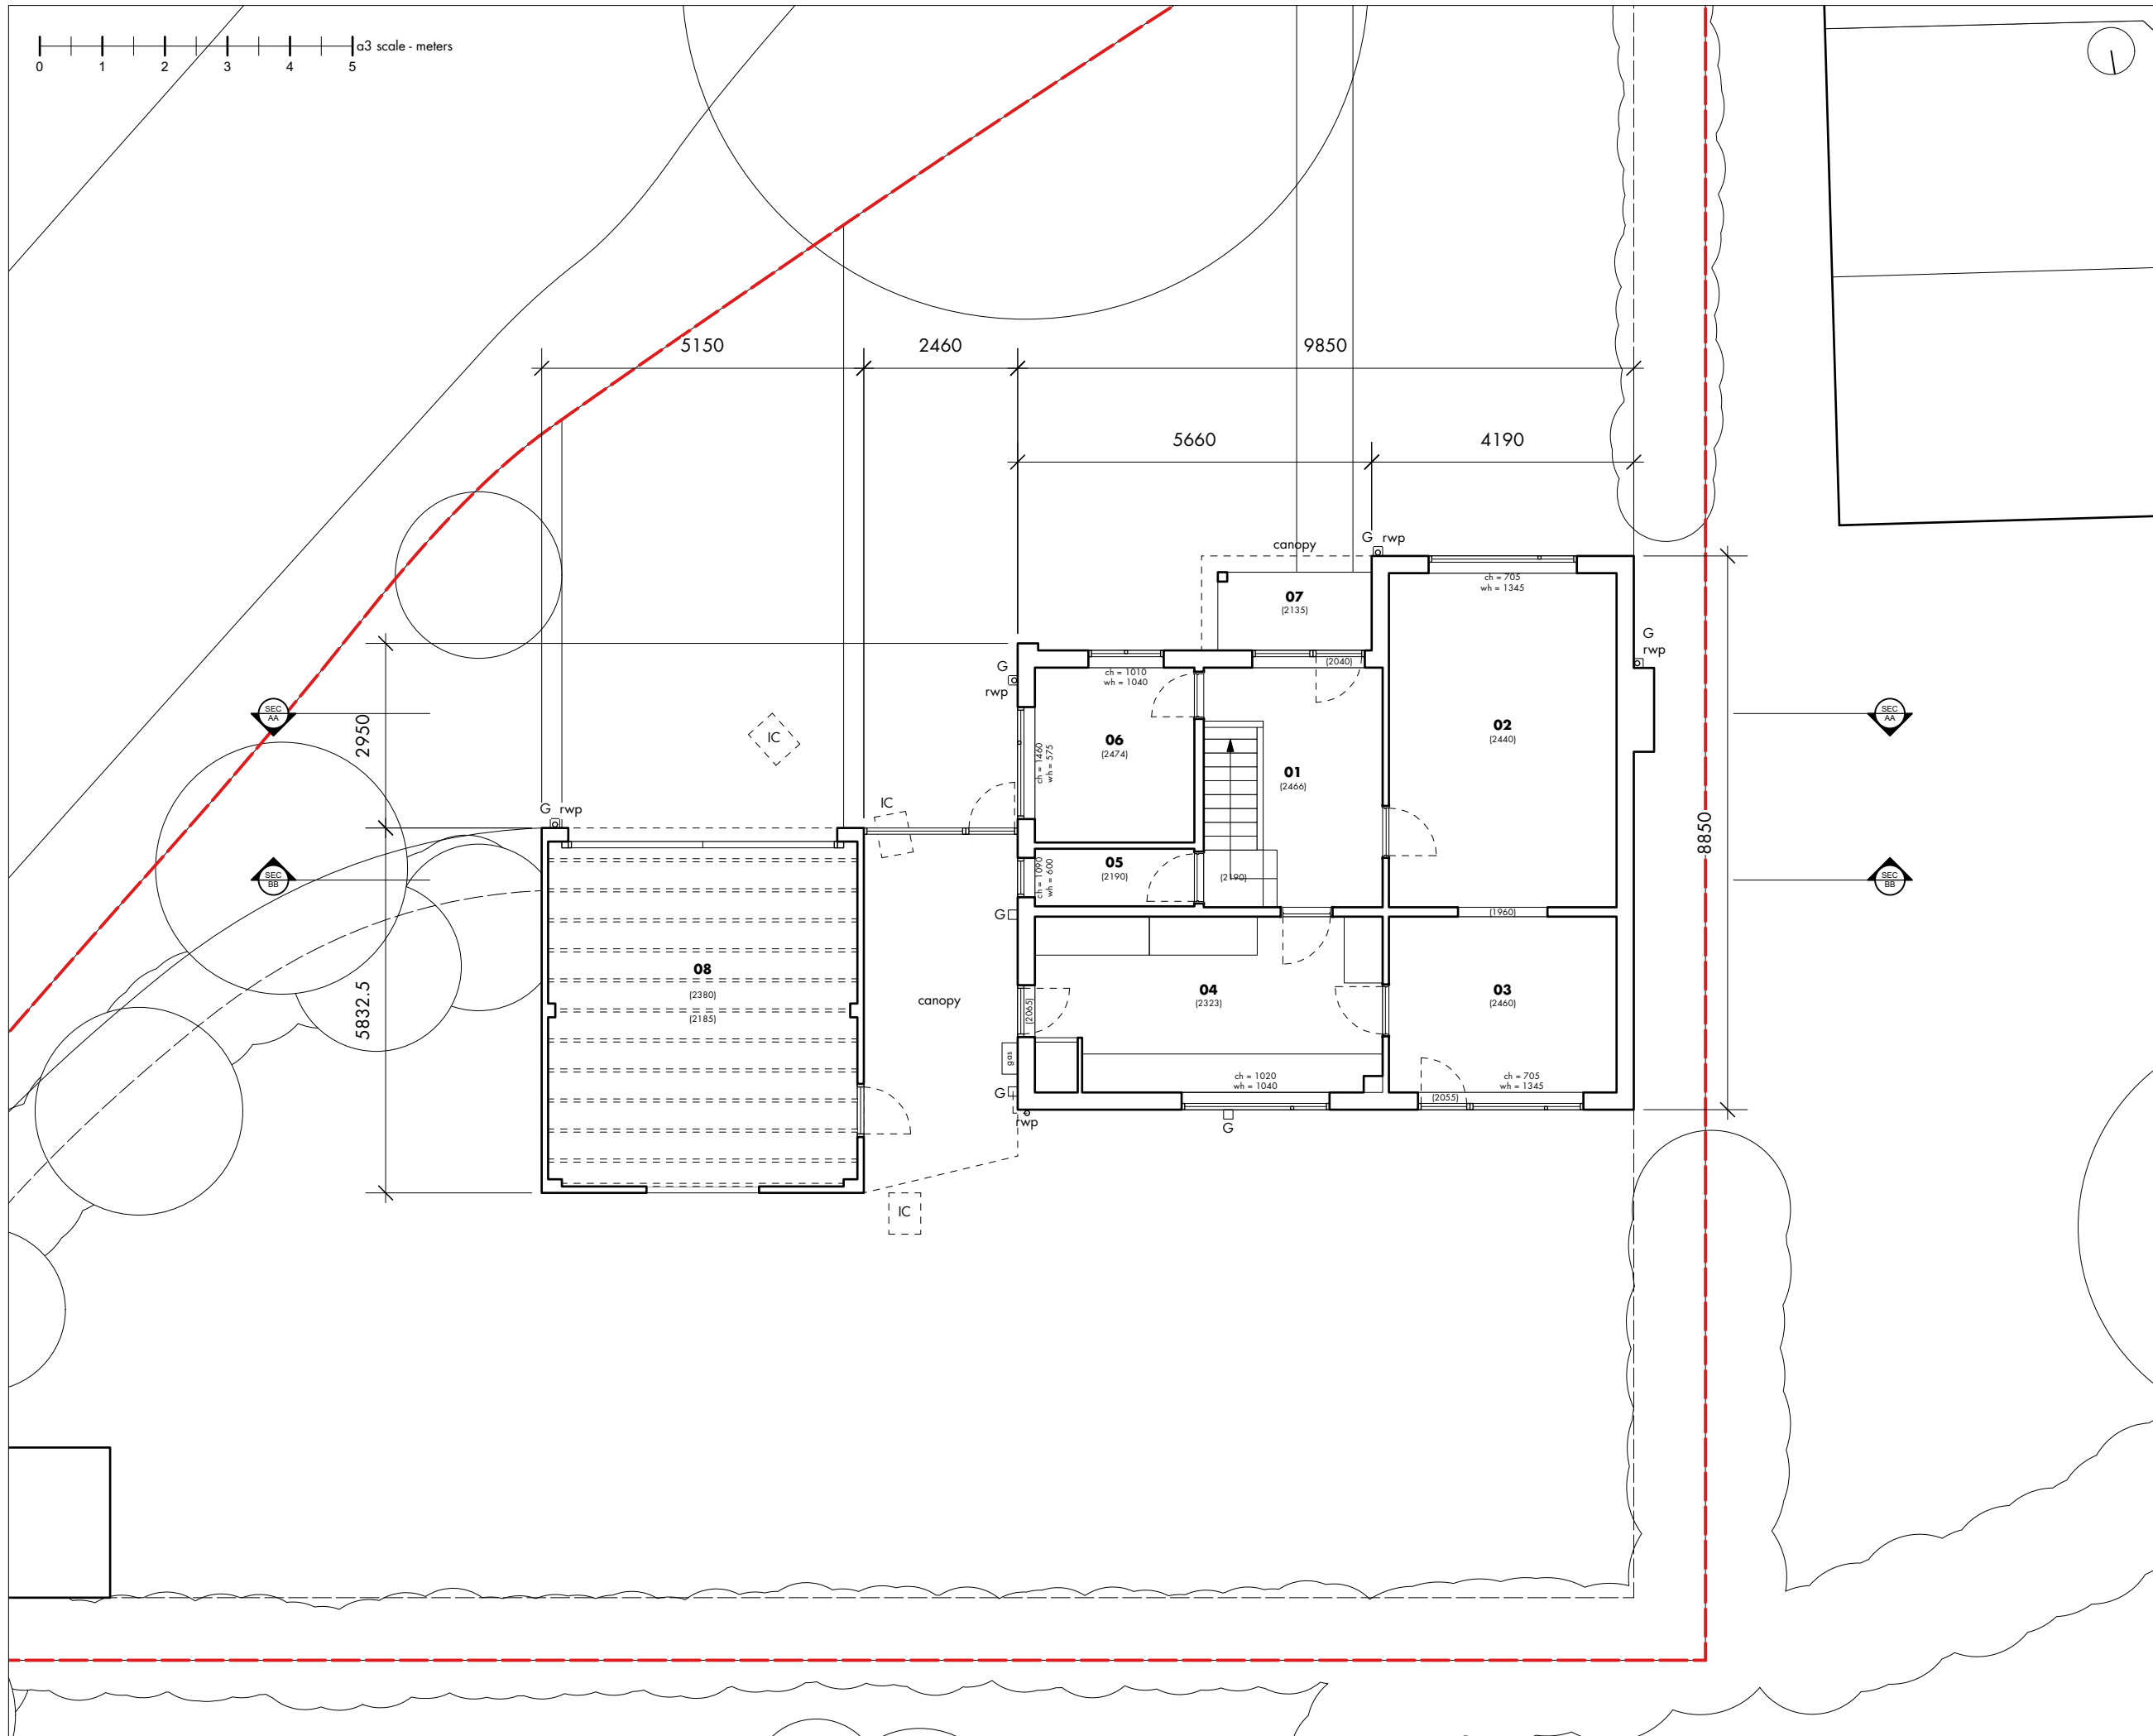 a3 scale - meters
0 1 2 3 4 5
5150
2460
9850
5660
4190
G rwp
canopy
ch = 705
wh = 1345
07
(2135)
G
rwp
(2040)
G
rwp
ch = 1010
wh = 1040
SEC
AA
2950
IC
06
(2474)
ch = 1460
wh = 575
02
(2440)
SEC
AA
01
(2466)
G rwp
IC
8850
05
(2190)
ch = 1090
wh = 600
(2190)
SEC
BB
SEC
BB
G
(1960)
08
(2380)
(2185)
5832.5
canopy
04
(2323)
(2065)
03
(2460)
gas
ch = 1020
wh = 1040
ch = 705
wh = 1345
G
(2055)
rwp
G
IC